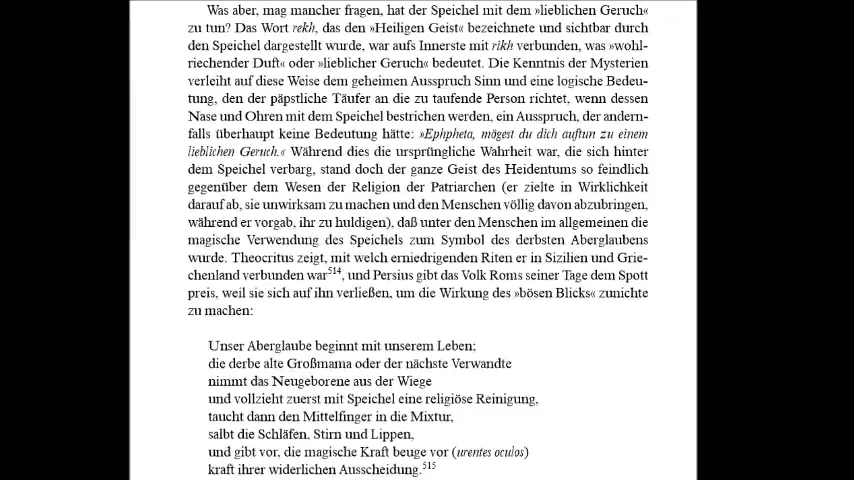 Was aber, mag mancher fragen, hat der Speichel mit dem »lieblichen Geruch«
zu tun? Das Wort rekh, das den »Heiligen Geist« bezeichnete und sichtbar durch
den Speichel dargestellt wurde, war aufs Innerste mit rikh verbunden, was »wohl-
riechender Duft« oder »lieblicher Geruch« bedeutet. Die Kenntnis der Mysterien
verleiht auf diese Weise dem geheimen Ausspruch Sinn und eine logische Bedeu-
tung, den der päpstliche Täufer an die zu taufende Person richtet, wenn dessen
Nase und Ohren mit dem Speichel bestrichen werden, ein Ausspruch, der andern-
falls überhaupt keine Bedeutung hätte: »Ephpheta, mögest du dich auftun zu einem
lieblichen Geruch.« Während dies die ursprüngliche Wahrheit war, die sich hinter
dem Speichel verbarg, stand doch der ganze Geist des Heidentums so feindlich
gegenüber dem Wesen der Religion der Patriarchen (er zielte in Wirklichkeit
darauf ab, sie unwirksam zu machen und den Menschen völlig davon abzubringen,
während er vorgab, ihr zu huldigen), daß unter den Menschen im allgemeinen die
magische Verwendung des Speichels zum Symbol des derbsten Aberglaubens
wurde. Theocritus zeigt, mit welch erniedrigenden Riten er in Sizilien und Grie-
chenland verbunden war514, und Persius gibt das Volk Roms seiner Tage dem Spott
preis, weil sie sich auf ihn verließen, um die Wirkung des »bösen Blicks« zunichte
zu machen:
Unser Aberglaube beginnt mit unserem Leben;
die derbe alte Großmama oder der nächste Verwandte
nimmt das Neugeborene aus der Wiege
und vollzieht zuerst mit Speichel eine religiöse Reinigung,
taucht dann den Mittelfinger in die Mixtur,
salbt die Schläfen, Stirn und Lippen,
und gibt vor, die magische Kraft beuge vor (urentes oculos)
kraft ihrer widerlichen Ausscheidung.515